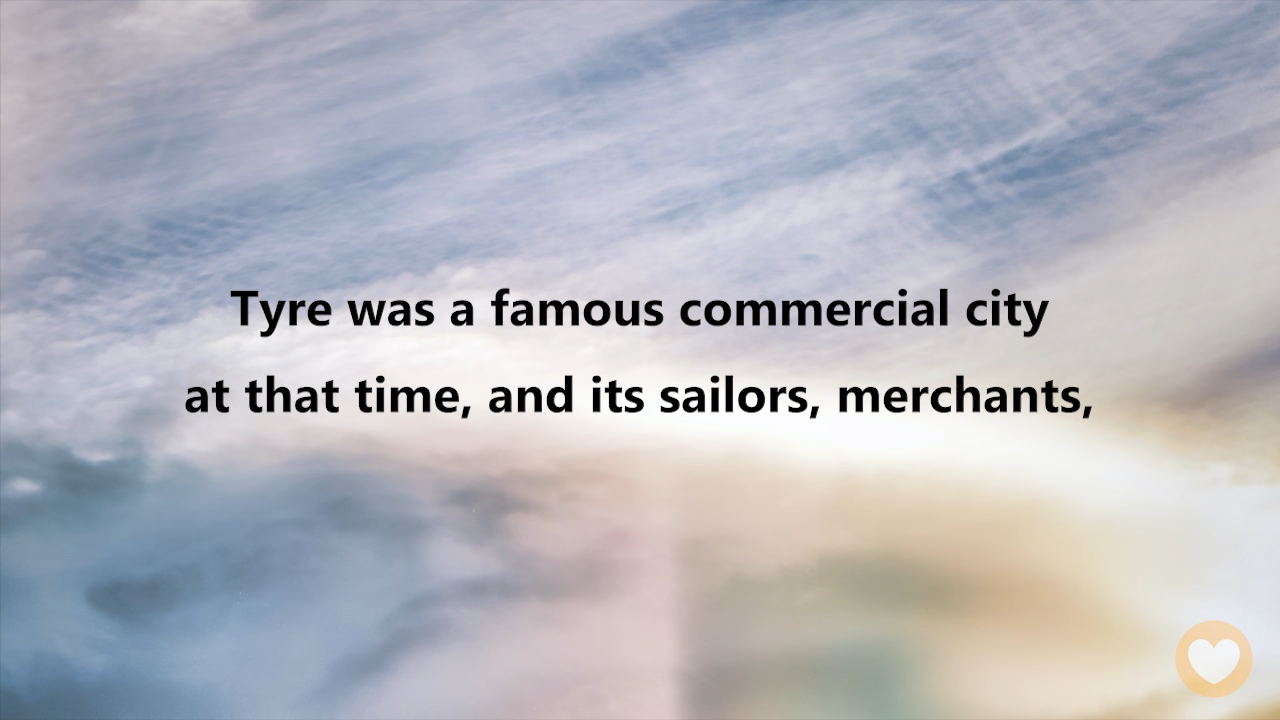 Tyre was a famous commercial city
at that time, and its sailors, merchants,